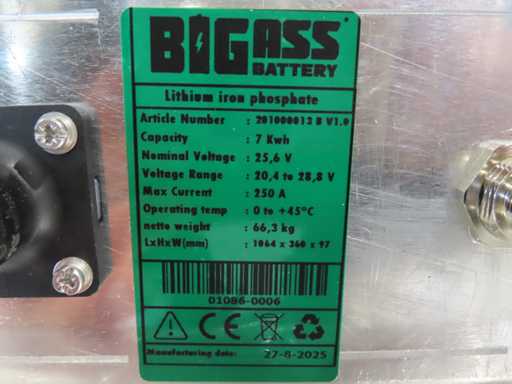 BIGASS
BATTERY
Lithium iron phosphate
Article Number : 201000013 B V1.0
Capacity : 7 Kwh
Nominal Voltage : 25,6 V
Voltage Range : 20,4 to 28,8 V
Max Current : 250 A
Operating temp : 0 to +45°C
nette weight : 66,3 kg
LxHxW(mm) : 1064 x 360 x 97
01086-0006
CE
Manufacturing date: 27-8-2025